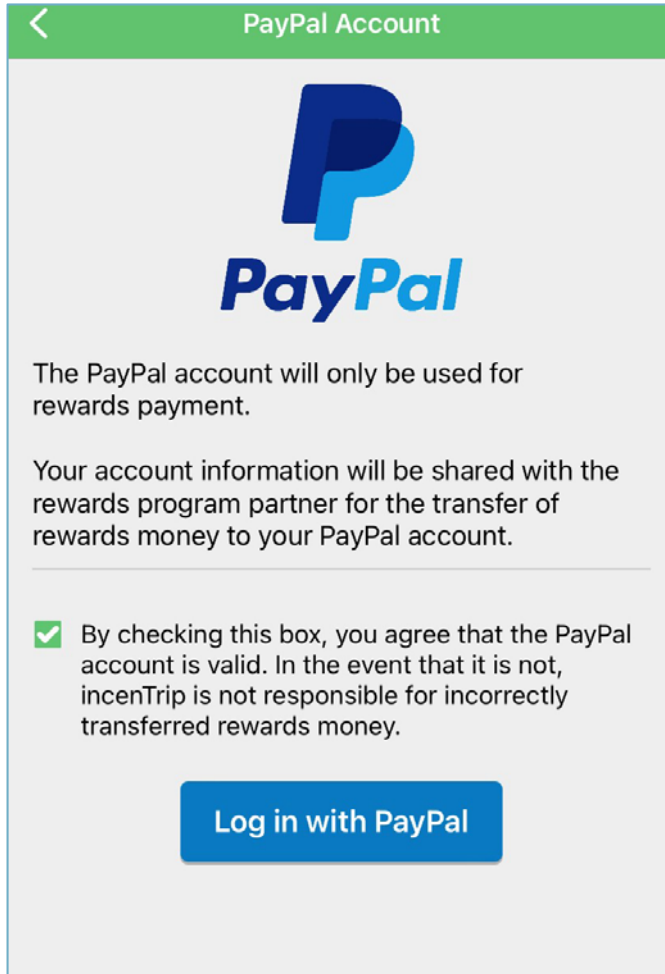 PayPal Account
PayPal
The PayPal account will only be used for
rewards payment.
Your account information will be shared with the
rewards program partner for the transfer of
rewards money to your PayPal account.
By checking this box, you agree that the PayPal
account is valid. In the event that it is not,
incenTrip is not responsible for incorrectly
transferred rewards money.
Log in with PayPal